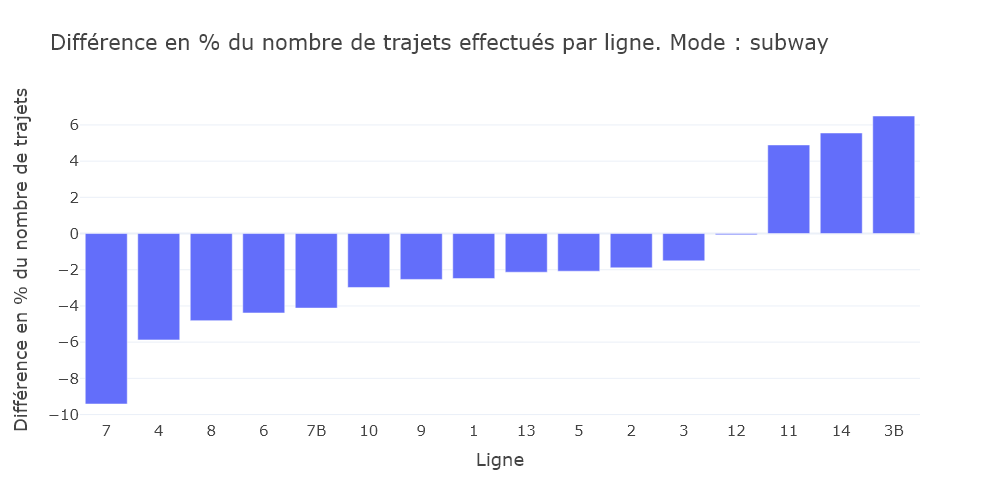 Différence en % du nombre de trajets effectués par ligne. Mode : subway
Différence en % du nombre de trajets
6
4
2
0
−2
−4
−6
−8
−10
7 4 8 6 7B 10 9 1 13 5 2 3 12 11 14 3B
Ligne